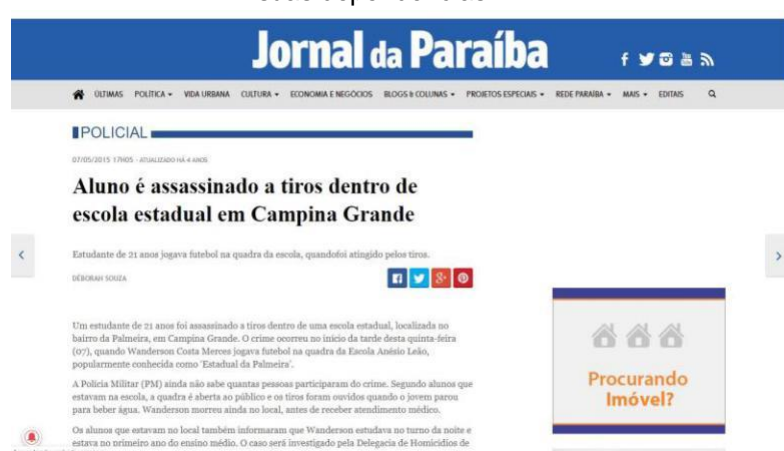 Jornal da Paraíba
ÚLTIMAS POLÍTICA VIDA URBANA CULTURA ECONOMIA E NEGÓCIOS BLOGS & COLUNAS PROJETOS ESPECIAIS REDE PARAÍBA MAIS EDITAIS
POLICIAL
07/05/2015 17H05 - ATUALIZADO HÁ 4 ANOS
Aluno é assassinado a tiros dentro de
escola estadual em Campina Grande
Estudante de 21 anos jogava futebol na quadra da escola, quandofoi atingido pelos tiros.
DÉBORAH SOUZA
Um estudante de 21 anos foi assassinado a tiros dentro de uma escola estadual, localizada no
bairro da Palmeira, em Campina Grande. O crime ocorreu no início da tarde desta quinta-feira
(07), quando Wanderson Costa Merces jogava futebol na quadra da Escola Anésio Leão,
popularmente conhecida como 'Estadual da Palmeira'.
A Polícia Militar (PM) ainda não sabe quantas pessoas participaram do crime. Segundo alunos que
estavam na escola, a quadra é aberta ao público e os tiros foram ouvidos quando o jovem parou
para beber água. Wanderson morreu ainda no local, antes de receber atendimento médico.
Os alunos que estavam no local também informaram que Wanderson estudava no turno da noite e
estava no primeiro ano do ensino médio. O caso será investigado pela Delegacia de Homicídios de
Procurando
Imóvel?